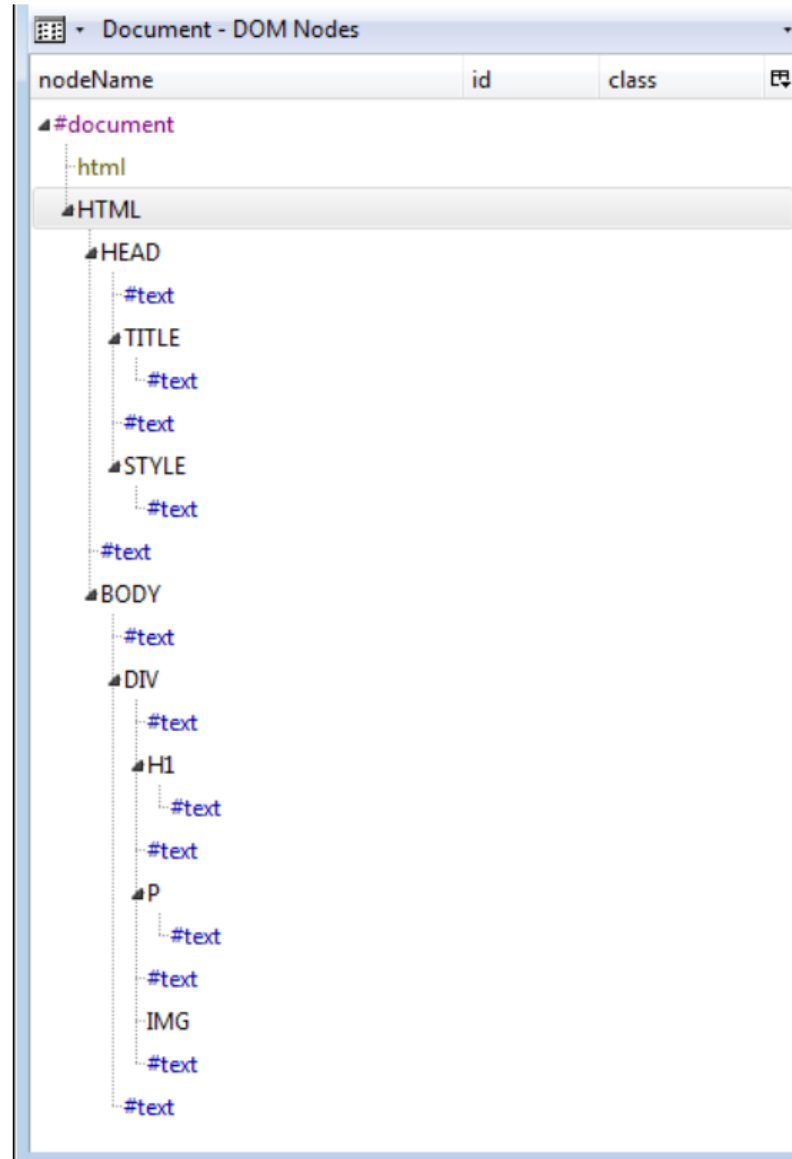 Document - DOM Nodes
nodeName id class
#document
html
HTML
HEAD
#text
TITLE
#text
#text
STYLE
#text
#text
BODY
#text
DIV
#text
H1
#text
#text
P
#text
#text
IMG
#text
#text